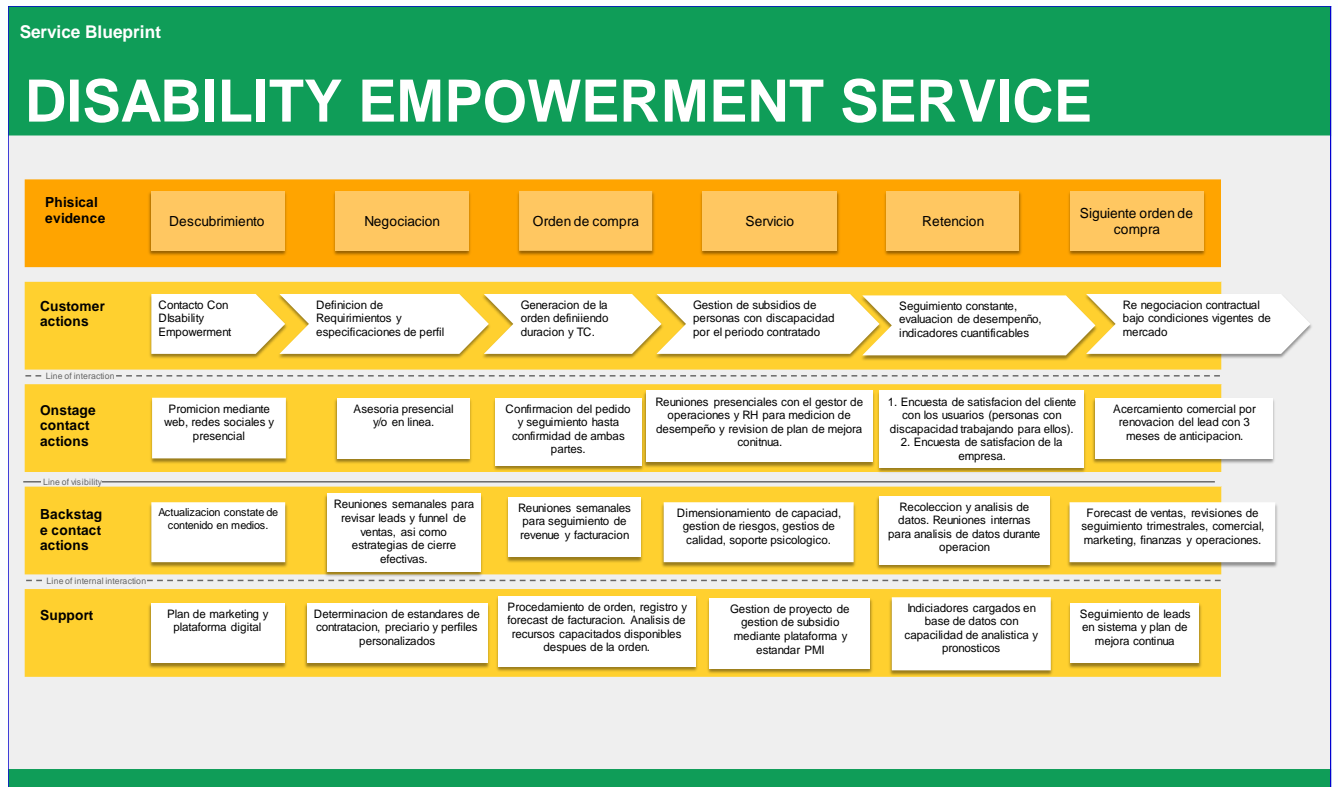 Service Blueprint
DISABILITY EMPOWERMENT SERVICE
Phisical
evidence
Descubrimiento
Negociacion
Orden de compra
Servicio
Retencion
Siguiente orden de
compra
Customer
actions
Contacto Con
DIsability
Empowerment
Definicion de
Requirimientos y
especificaciones de perfil
Generacion de la
orden definiiendo
duracion y TC.
Gestion de subsidios de
personas con discapacidad
por el periodo contratado
Seguimiento constante,
evaluacion de desempenño,
indicadores cuantificables
Re negociacion contractual
bajo condiciones vigentes de
mercado
Line of interaction
Onstage
contact
actions
Promicion mediante
web, redes sociales y
presencial
Asesoria presencial
y/o en linea.
Confirmacion del pedido
y seguimiento hasta
confirmidad de ambas
partes.
Reuniones presenciales con el gestor de
operaciones y RH para medicion de
desempeño y revision de plan de mejora
conitnua.
1. Encuesta de satisfaccion del cliente
con los usuarios (personas con
discapacidad trabajando para ellos).
2. Encuesta de satisfaccion de la
empresa.
Acercamiento comercial por
renovacion del lead con 3
meses de anticipacion.
Line of visibility
Backstag
e contact
actions
Actualizacion constate de
contenido en medios.
Reuniones semanales para
revisar leads y funnel de
ventas, asi como
estrategias de cierre
efectivas.
Reuniones semanales
para seguimiento de
revenue y facturacion
Dimensionamiento de capaciad,
gestion de riesgos, gestios de
calidad, soporte psicologico.
Recoleccion y analisis de
datos. Reuniones internas
para analisis de datos durante
operacion
Forecast de ventas, revisiones de
seguimiento trimestrales, comercial,
marketing, finanzas y operaciones.
Line of internal interaction
Support
Plan de marketing y
plataforma digital
Determinacion de estandares de
contratacion, preciario y perfiles
personalizados
Procedamiento de orden, registro y
forecast de facturacion. Analisis de
recursos capacitados disponibles
despues de la orden.
Gestion de proyecto de
gestion de subsidio
mediante plataforma y
estandar PMI
Indiciadores cargados en
base de datos con
capacilidad de analistica y
pronosticos
Seguimiento de leads
en sistema y plan de
mejora continua